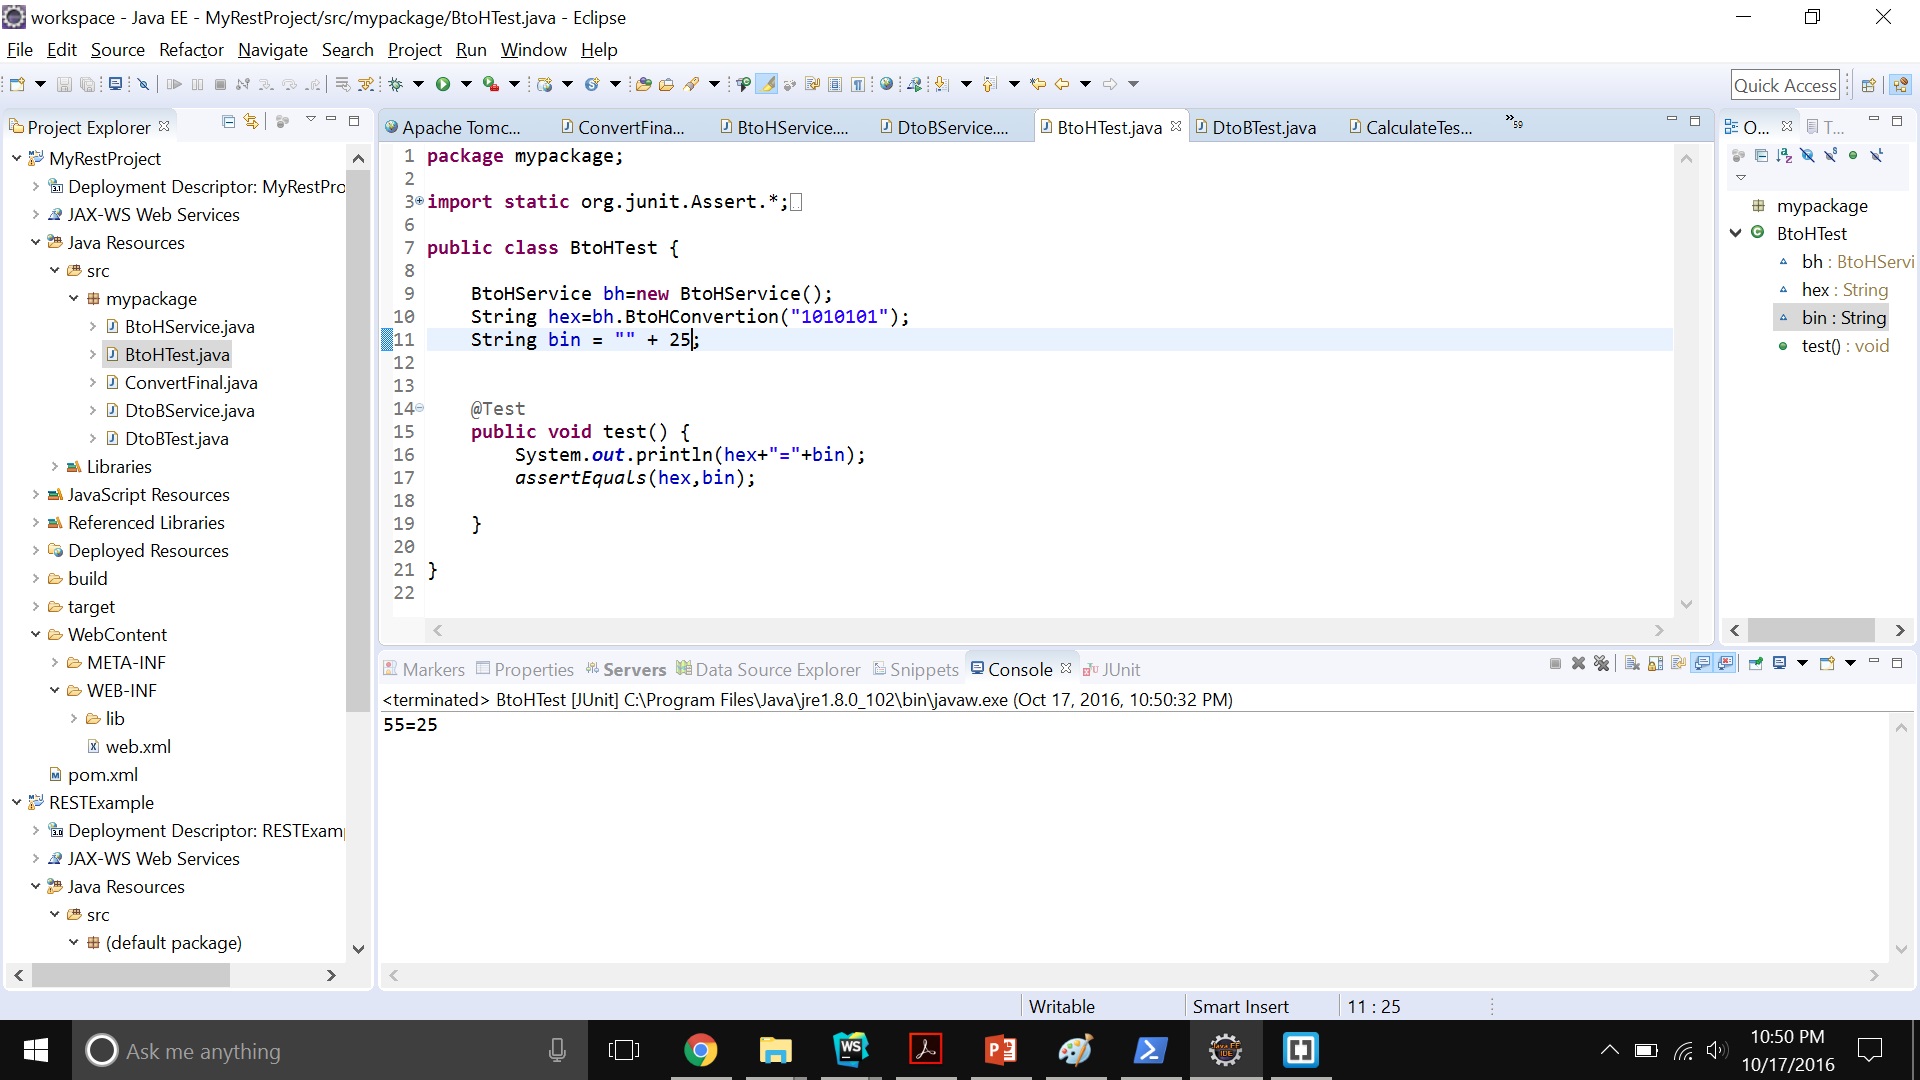 workspace - Java EE - MyRestProject/src/mypackage/BtoHTest.java - Eclipse
File Edit Source Refactor Navigate Search Project Run Window Help
Quick Access
Project Explorer
MyRestProject
Deployment Descriptor: MyRestPro
JAX-WS Web Services
Java Resources
src
mypackage
BtoHService.java
BtoHTest.java
ConvertFinal.java
DtoBService.java
DtoBTest.java
Libraries
JavaScript Resources
Referenced Libraries
Deployed Resources
build
target
WebContent
META-INF
WEB-INF
lib
web.xml
pom.xml
RESTExample
Deployment Descriptor: RESTExam
JAX-WS Web Services
Java Resources
src
(default package)
Apache Tomc... ConvertFina... BtoHService.... DtoBService.... BtoHTest.java DtoBTest.java CalculateTes... »59
1 package mypackage;
2
3 import static org.junit.Assert.*;
6
7 public class BtoHTest {
8
9 BtoHService bh=new BtoHService();
10 String hex=bh.BtoHConvertion("1010101");
11 String bin = "" + 25;
12
13
14 @Test
15 public void test() {
16 System.out.println(hex+"="+bin);
17 assertEquals(hex,bin);
18
19 }
20
21 }
22
O... T...
mypackage
BtoHTest
bh : BtoHServi
hex : String
bin : String
test() : void
Markers Properties Servers Data Source Explorer Snippets Console JUnit
<terminated> BtoHTest [JUnit] C:\Program Files\Java\jre1.8.0_102\bin\javaw.exe (Oct 17, 2016, 10:50:32 PM)
55=25
Writable Smart Insert 11 : 25
Ask me anything
WS
Java EE
IDE
10:50 PM
10/17/2016